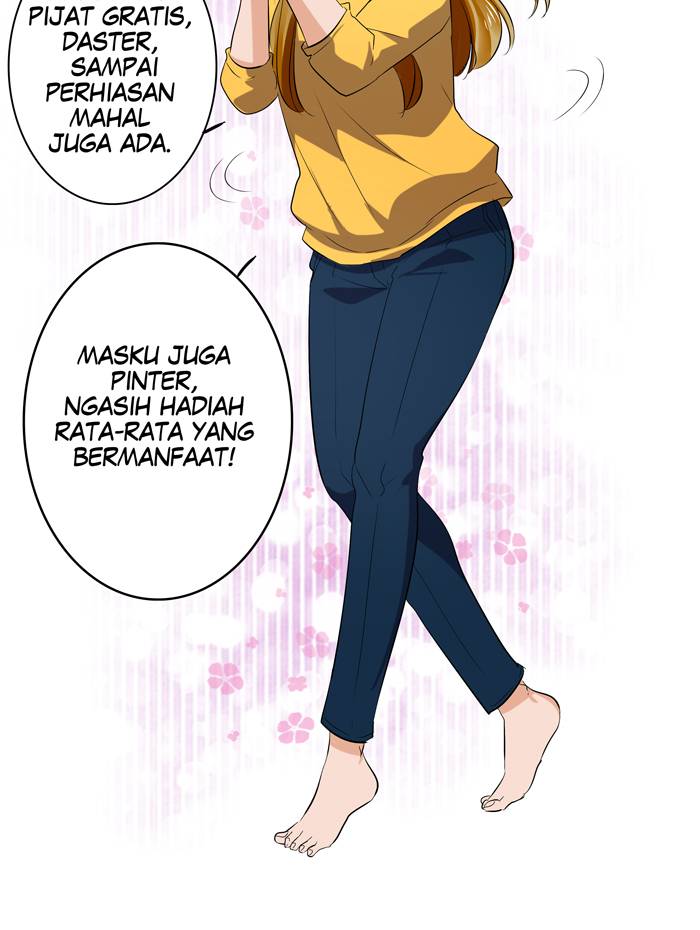 PIJAT GRATIS,
DASTER,
SAMPAI
PERHIASAN
MAHAL
JUGA ADA.
MASKU JUGA
PINTER,
NGASIH HADIAH
RATA-RATA YANG
BERMANFAAT!